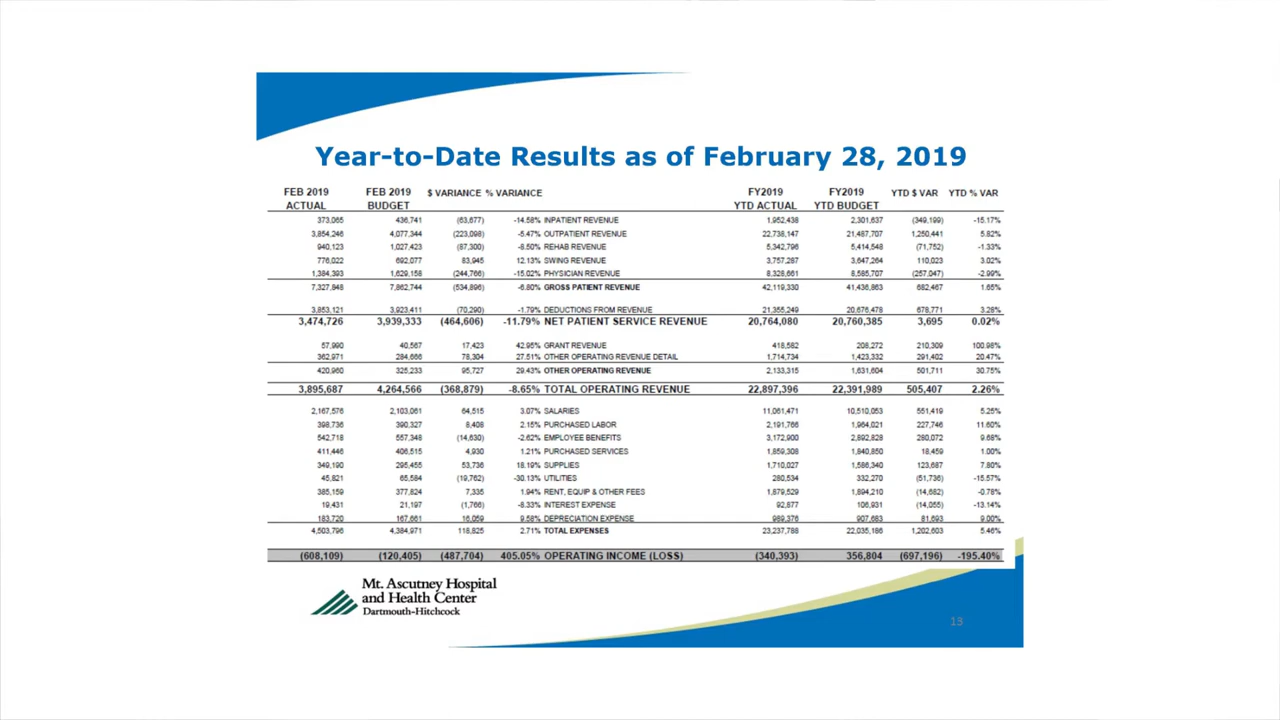 Year-to-Date Results as of February 28, 2019
FEB 2019 FEB 2019 $ VARIANCE % VARIANCE FY2019 FY2019 YTD $ VAR YTD % VAR
ACTUAL BUDGET YTD ACTUAL YTD BUDGET
373,065 436,741 (63,677) -14.58% INPATIENT REVENUE 1,952,438 2,301,637 (349,199) -15.17%
3,854,246 4,077,344 (223,098) -5.47% OUTPATIENT REVENUE 22,738,147 21,487,707 1,250,441 5.82%
940,123 1,027,423 (87,300) -8.50% REHAB REVENUE 5,342,796 5,414,548 (71,752) -1.33%
776,022 692,077 83,945 12.13% SWING REVENUE 3,757,287 3,647,264 110,023 3.02%
1,384,393 1,629,158 (244,766) -15.02% PHYSICIAN REVENUE 8,328,661 8,585,707 (257,047) -2.99%
7,327,848 7,862,744 (534,896) -6.80% GROSS PATIENT REVENUE 42,119,330 41,436,863 682,467 1.65%
3,853,121 3,923,411 (70,290) -1.79% DEDUCTIONS FROM REVENUE 21,355,249 20,676,478 678,771 3.28%
3,474,726 3,939,333 (464,606) -11.79% NET PATIENT SERVICE REVENUE 20,764,080 20,760,385 3,695 0.02%
57,990 40,567 17,423 42.95% GRANT REVENUE 418,582 208,272 210,309 100.98%
362,971 284,666 78,304 27.51% OTHER OPERATING REVENUE DETAIL 1,714,734 1,423,332 291,402 20.47%
420,960 325,233 95,727 29.43% OTHER OPERATING REVENUE 2,133,315 1,631,604 501,711 30.75%
3,895,687 4,264,566 (368,879) -8.65% TOTAL OPERATING REVENUE 22,897,396 22,391,989 505,407 2.26%
2,167,576 2,103,061 64,515 3.07% SALARIES 11,061,471 10,510,053 551,419 5.25%
398,736 390,327 8,408 2.15% PURCHASED LABOR 2,191,766 1,964,021 227,746 11.60%
542,718 557,348 (14,630) -2.62% EMPLOYEE BENEFITS 3,172,900 2,892,828 280,072 9.68%
411,446 406,515 4,930 1.21% PURCHASED SERVICES 1,859,308 1,840,850 18,459 1.00%
349,190 295,455 53,736 18.19% SUPPLIES 1,710,027 1,586,340 123,687 7.80%
45,821 65,584 (19,762) -30.13% UTILITIES 280,534 332,270 (51,736) -15.57%
385,159 377,824 7,335 1.94% RENT, EQUIP & OTHER FEES 1,879,529 1,894,210 (14,682) -0.78%
19,431 21,197 (1,766) -8.33% INTEREST EXPENSE 92,877 106,931 (14,055) -13.14%
183,720 167,661 16,059 9.58% DEPRECIATION EXPENSE 989,376 907,683 81,693 9.00%
4,503,796 4,384,971 118,825 2.71% TOTAL EXPENSES 23,237,788 22,035,186 1,202,603 5.46%
(608,109) (120,405) (487,704) 405.05% OPERATING INCOME (LOSS) (340,393) 356,804 (697,196) -195.40%
Mt. Ascutney Hospital
and Health Center
Dartmouth-Hitchcock
13